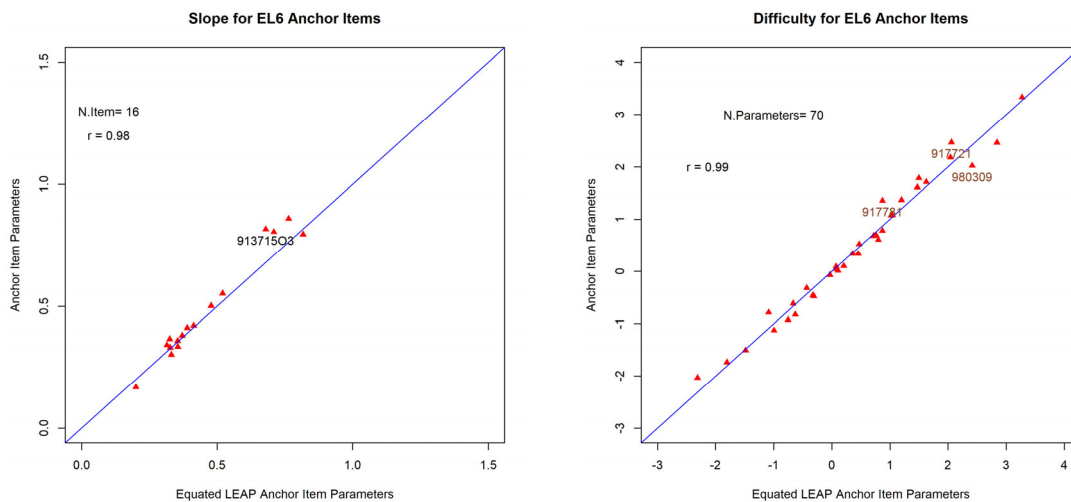 Slope for EL6 Anchor Items
1.5
1.0
0.5
0.0
Anchor Item Parameters
N.Item= 16
r = 0.98
913715O3
0.0 0.5 1.0 1.5
Equated LEAP Anchor Item Parameters
Difficulty for EL6 Anchor Items
4
3
2
1
0
-1
-2
-3
Anchor Item Parameters
N.Parameters= 70
r = 0.99
917721
980309
917781
-3 -2 -1 0 1 2 3 4
Equated LEAP Anchor Item Parameters